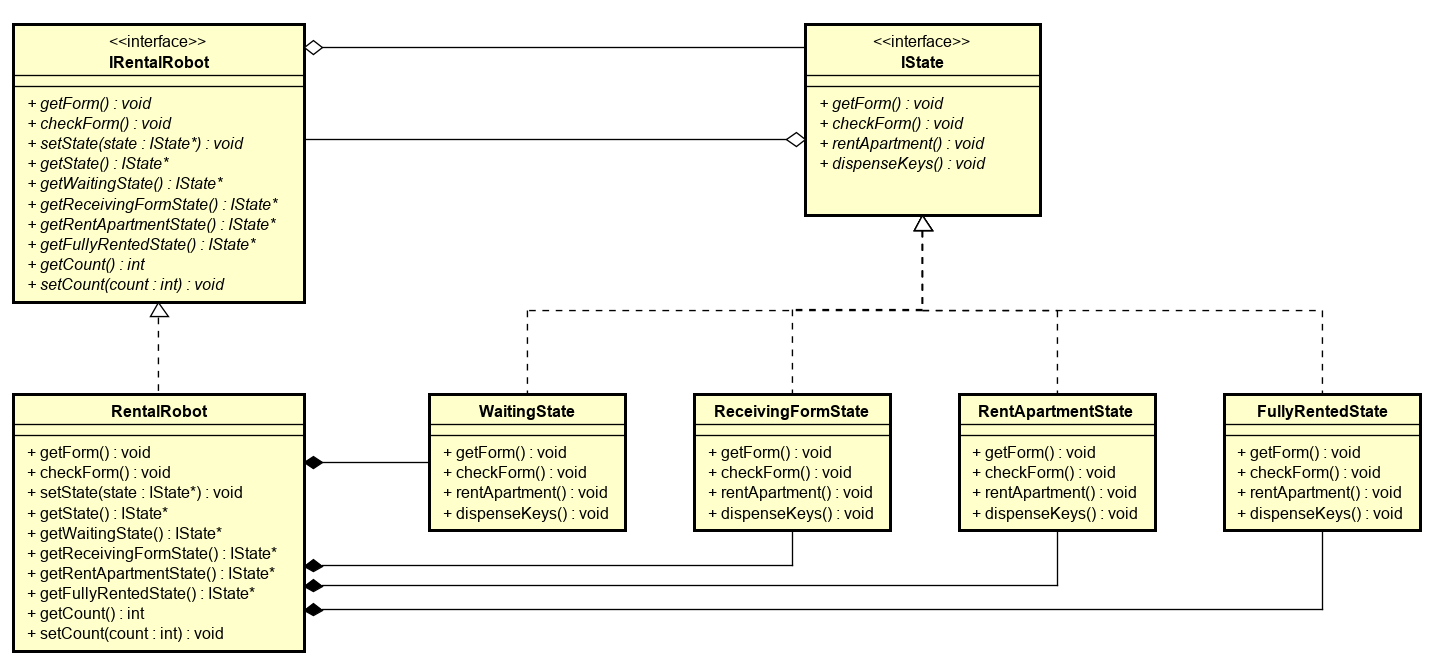 <<interface>>
IRentalRobot
+ getForm() : void
+ checkForm() : void
+ setState(state : IState*) : void
+ getState() : IState*
+ getWaitingState() : IState*
+ getReceivingFormState() : IState*
+ getRentApartmentState() : IState*
+ getFullyRentedState() : IState*
+ getCount() : int
+ setCount(count : int) : void
<<interface>>
IState
+ getForm() : void
+ checkForm() : void
+ rentApartment() : void
+ dispenseKeys() : void
RentalRobot
+ getForm() : void
+ checkForm() : void
+ setState(state : IState*) : void
+ getState() : IState*
+ getWaitingState() : IState*
+ getReceivingFormState() : IState*
+ getRentApartmentState() : IState*
+ getFullyRentedState() : IState*
+ getCount() : int
+ setCount(count : int) : void
WaitingState
+ getForm() : void
+ checkForm() : void
+ rentApartment() : void
+ dispenseKeys() : void
ReceivingFormState
+ getForm() : void
+ checkForm() : void
+ rentApartment() : void
+ dispenseKeys() : void
RentApartmentState
+ getForm() : void
+ checkForm() : void
+ rentApartment() : void
+ dispenseKeys() : void
FullyRentedState
+ getForm() : void
+ checkForm() : void
+ rentApartment() : void
+ dispenseKeys() : void